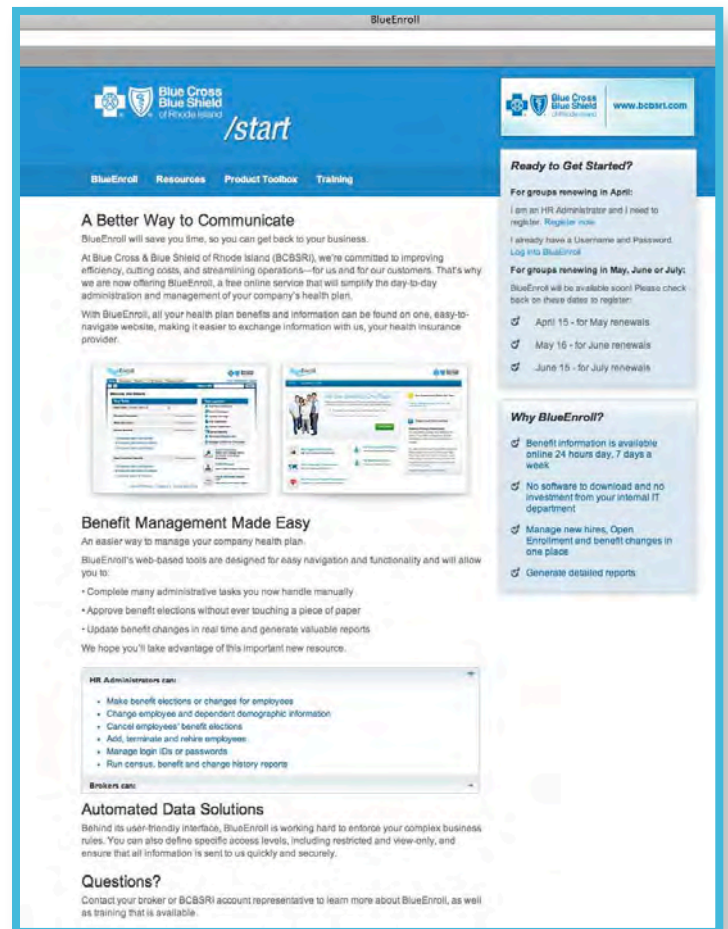 BlueEnroll
Blue Cross
Blue Shield
of Rhode Island
/start
BlueEnroll Resources Product Toolbox Training
A Better Way to Communicate
BlueEnroll will save you time, so you can get back to your business.
At Blue Cross & Blue Shield of Rhode Island (BCBSRI), we're committed to improving
efficiency, cutting costs, and streamlining operations—for us and for our customers. That's why
we are now offering BlueEnroll, a free online service that will simplify the day-to-day
administration and management of your company's health plan.
With BlueEnroll, all your health plan benefits and information can be found on one, easy-to-
navigate website, making it easier to exchange information with us, your health insurance
provider.
BlueEnroll
BlueEnroll
Benefit Management Made Easy
An easier way to manage your company health plan.
BlueEnroll's web-based tools are designed for easy navigation and functionality and will allow
you to:
• Complete many administrative tasks you now handle manually
• Approve benefit elections without ever touching a piece of paper
• Update benefit changes in real time and generate valuable reports
We hope you'll take advantage of this important new resource.
HR Administrators can:
• Make benefit elections or changes for employees
• Change employee and dependent demographic information
• Cancel employees' benefit elections
• Add, terminate and rehire employees
• Manage login IDs or passwords
• Run census, benefit and change history reports
Brokers can:
Automated Data Solutions
Behind its user-friendly interface, BlueEnroll is working hard to enforce your complex business
rules. You can also define specific access levels, including restricted and view-only, and
ensure that all information is sent to us quickly and securely.
Questions?
Contact your broker or BCBSRI account representative to learn more about BlueEnroll, as well
as training that is available.
Blue Cross
Blue Shield
of Rhode Island
www.bcbsri.com
Ready to Get Started?
For groups renewing in April:
I am an HR Administrator and I need to
register. Register now
I already have a Username and Password.
Log into BlueEnroll
For groups renewing in May, June or July:
BlueEnroll will be available soon! Please check
back on these dates to register:
April 15 - for May renewals
May 16 - for June renewals
June 15 - for July renewals
Why BlueEnroll?
Benefit information is available
online 24 hours day, 7 days a
week
No software to download and no
investment from your internal IT
department
Manage new hires, Open
Enrollment and benefit changes in
one place
Generate detailed reports